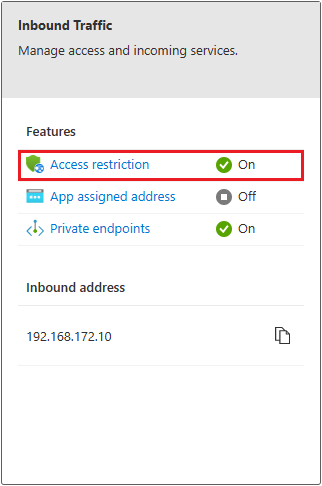 Inbound Traffic
Manage access and incoming services.
Features
Access restriction On
App assigned address Off
Private endpoints On
Inbound address
192.168.172.10